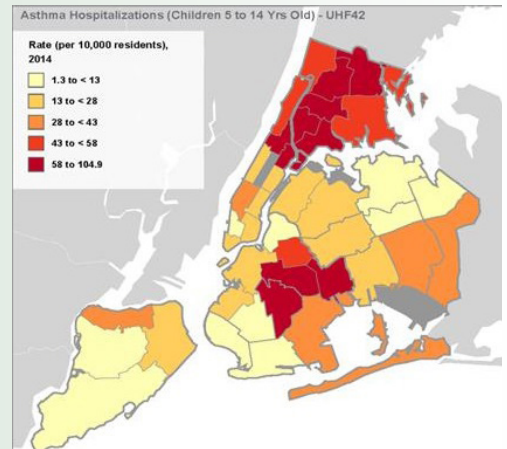 Asthma Hospitalizations (Children 5 to 14 Yrs Old) - UHF42
Rate (per 10,000 residents),
2014
1.3 to < 13
13 to < 28
28 to < 43
43 to < 58
58 to 104.9